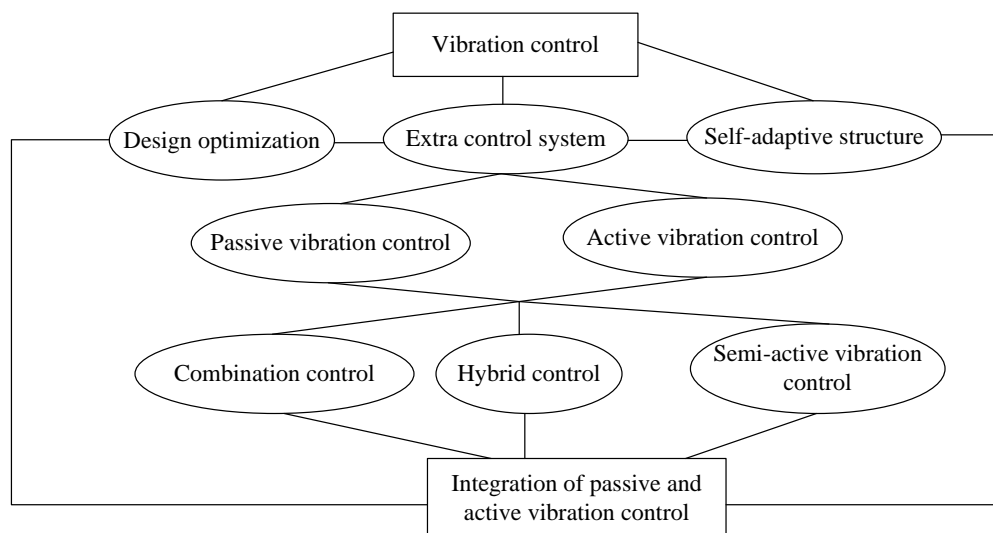 Vibration control
Design optimization
Extra control system
Self-adaptive structure
Passive vibration control
Active vibration control
Combination control
Hybrid control
Semi-active vibration
control
Integration of passive and
active vibration control